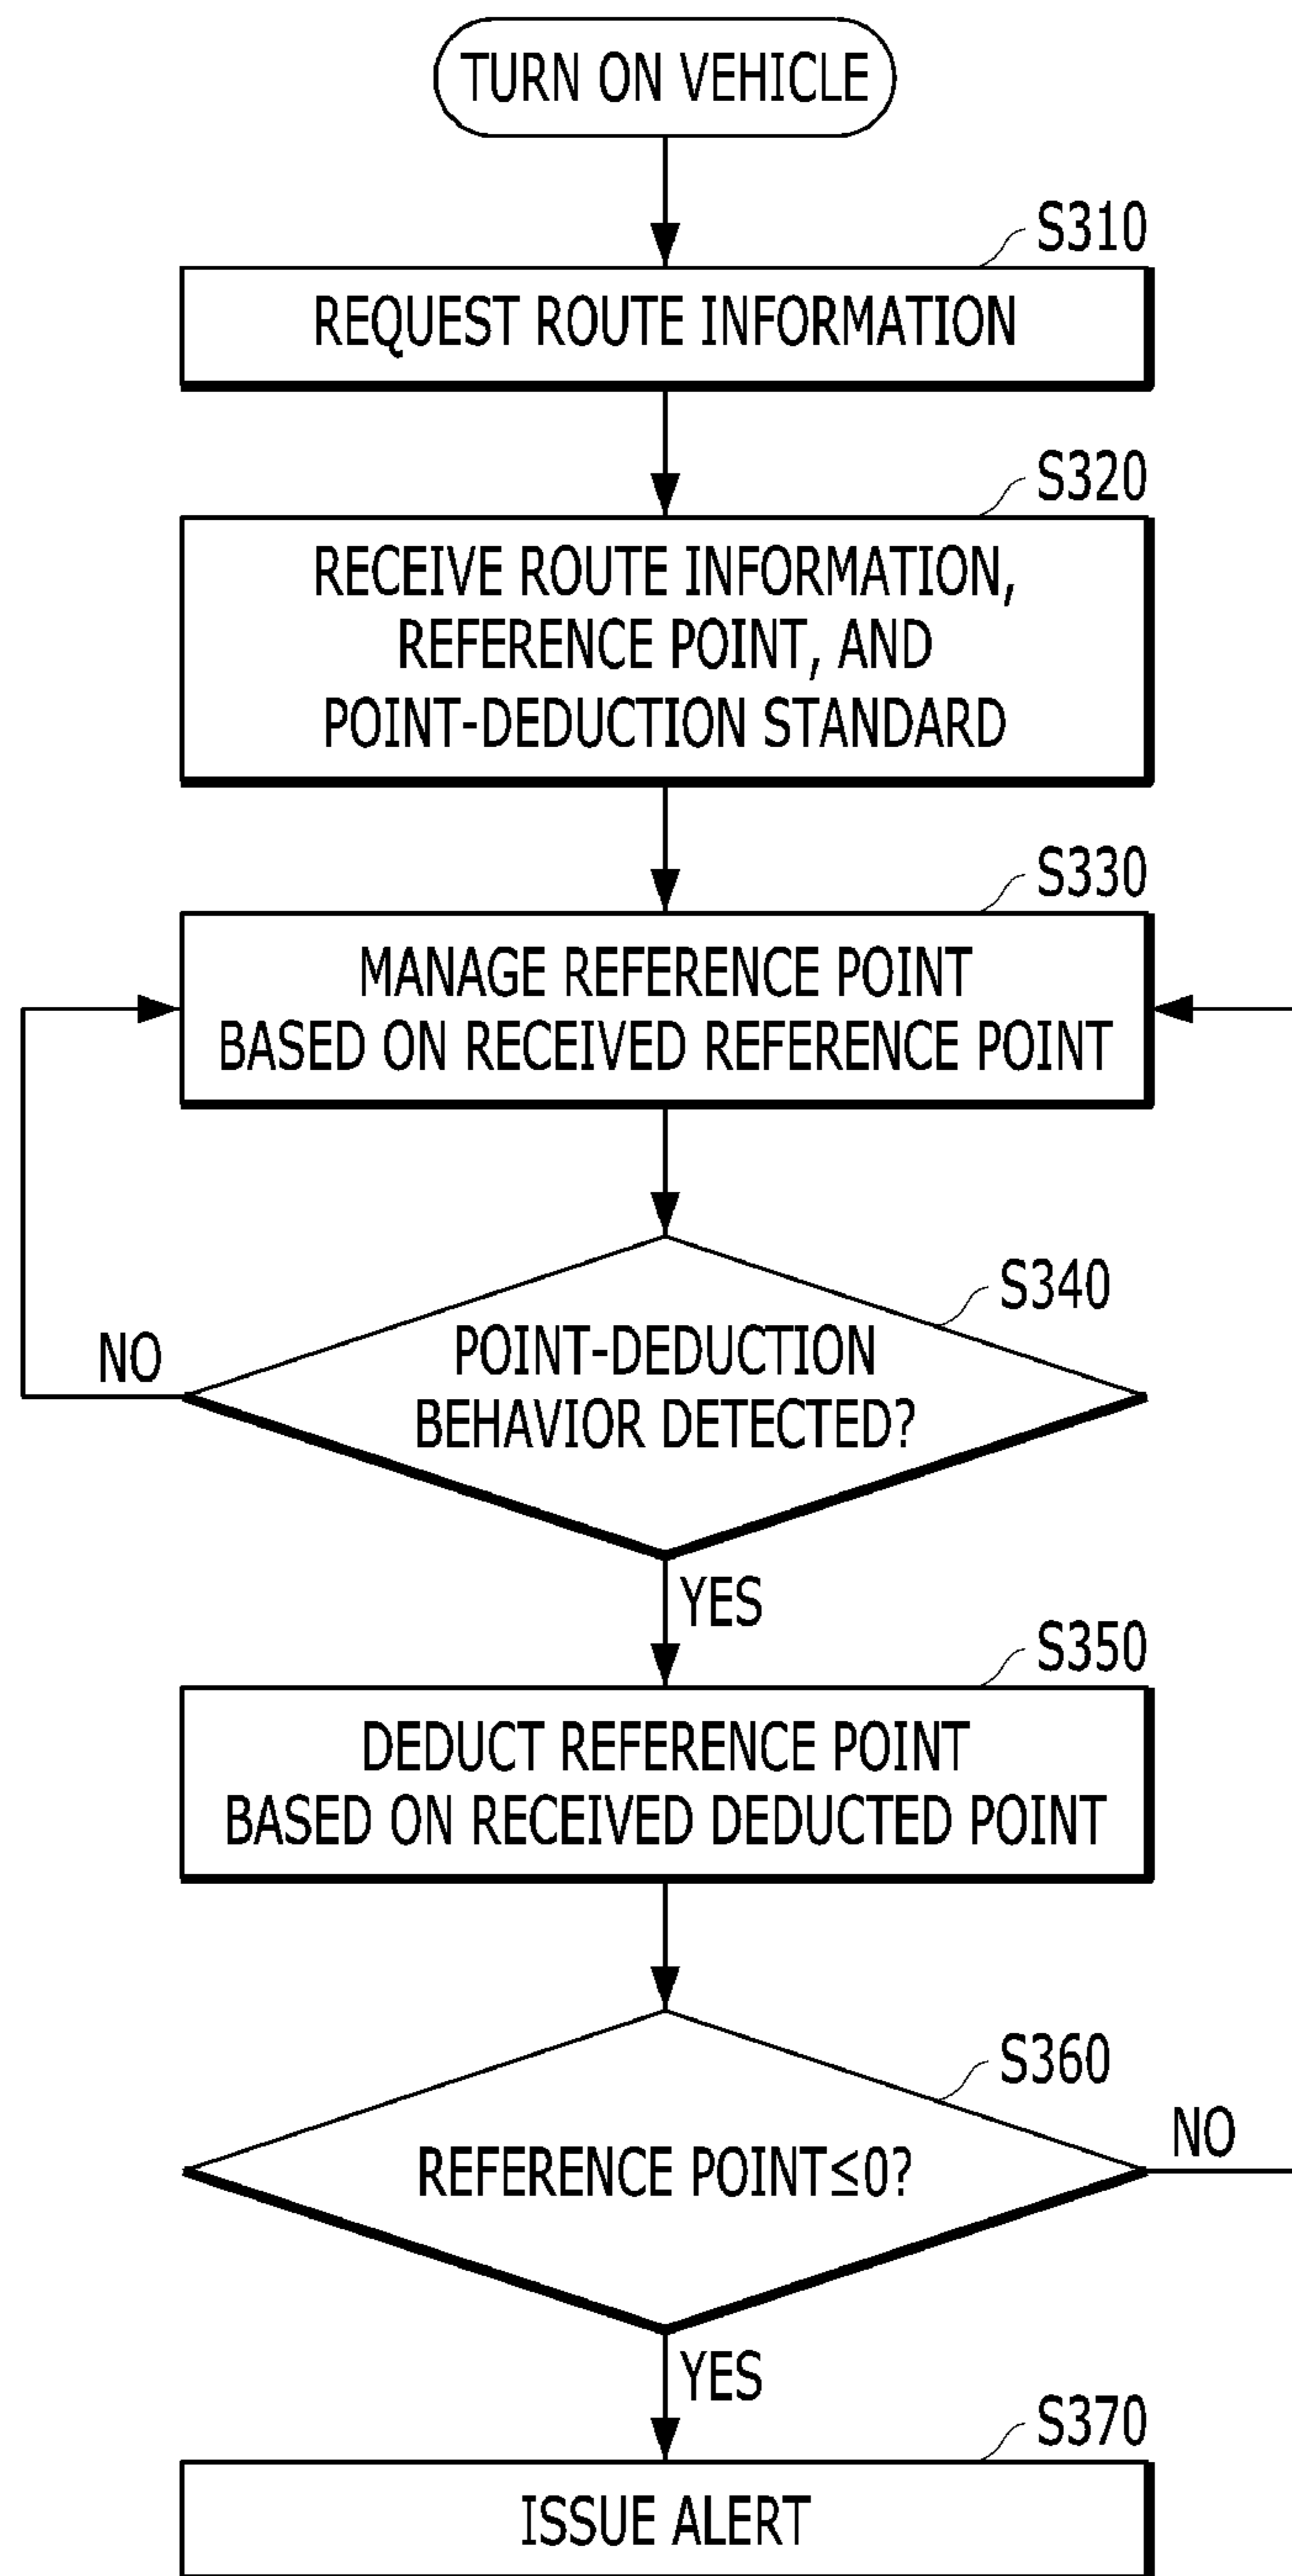 TURN ON VEHICLE
S310
REQUEST ROUTE INFORMATION
S320
RECEIVE ROUTE INFORMATION,
REFERENCE POINT, AND
POINT-DEDUCTION STANDARD
S330
MANAGE REFERENCE POINT
BASED ON RECEIVED REFERENCE POINT
S340
NO
POINT-DEDUCTION
BEHAVIOR DETECTED?
YES
S350
DEDUCT REFERENCE POINT
BASED ON RECEIVED DEDUCTED POINT
S360
NO
REFERENCE POINT≤0?
YES
S370
ISSUE ALERT